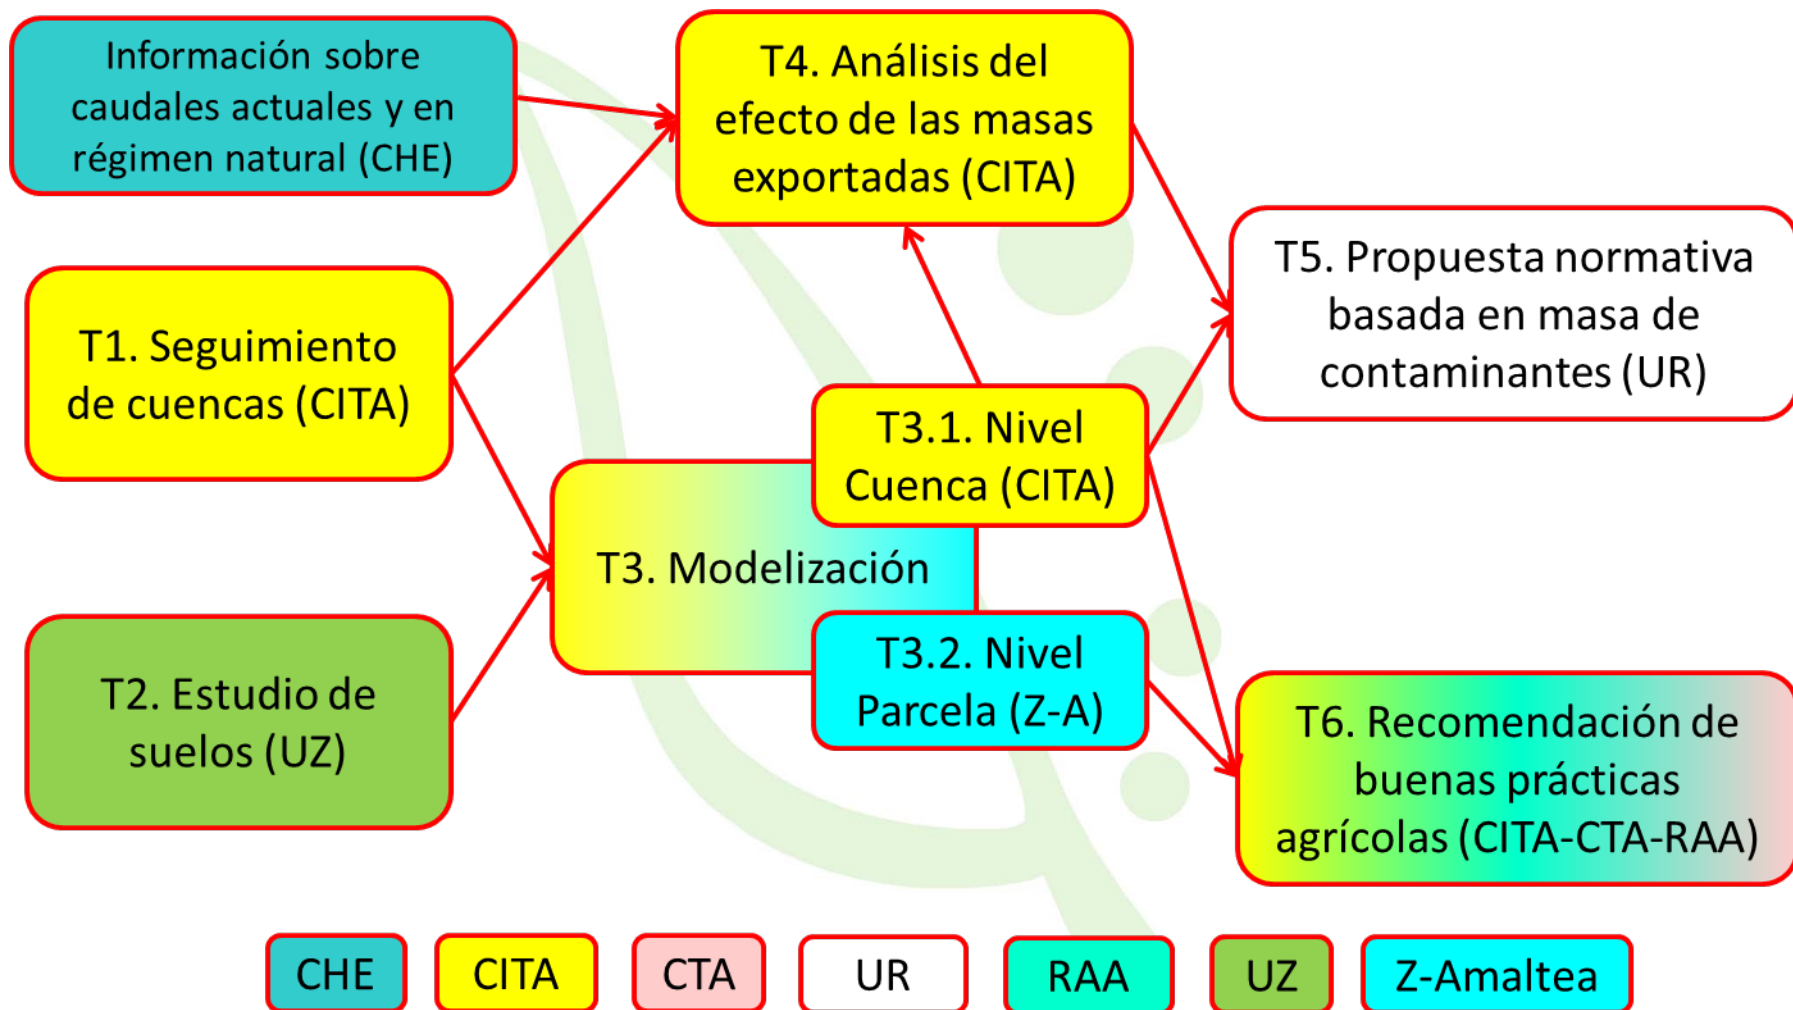 Información sobre
caudales actuales y en
régimen natural (CHE)
T4. Análisis del
efecto de las masas
exportadas (CITA)
T1. Seguimiento
de cuencas (CITA)
T5. Propuesta normativa
basada en masa de
contaminantes (UR)
T3.1. Nivel
Cuenca (CITA)
T3. Modelización
T2. Estudio de
suelos (UZ)
T3.2. Nivel
Parcela (Z-A)
T6. Recomendación de
buenas prácticas
agrícolas (CITA-CTA-RAA)
CHE
CITA
CTA
UR
RAA
UZ
Z-Amaltea